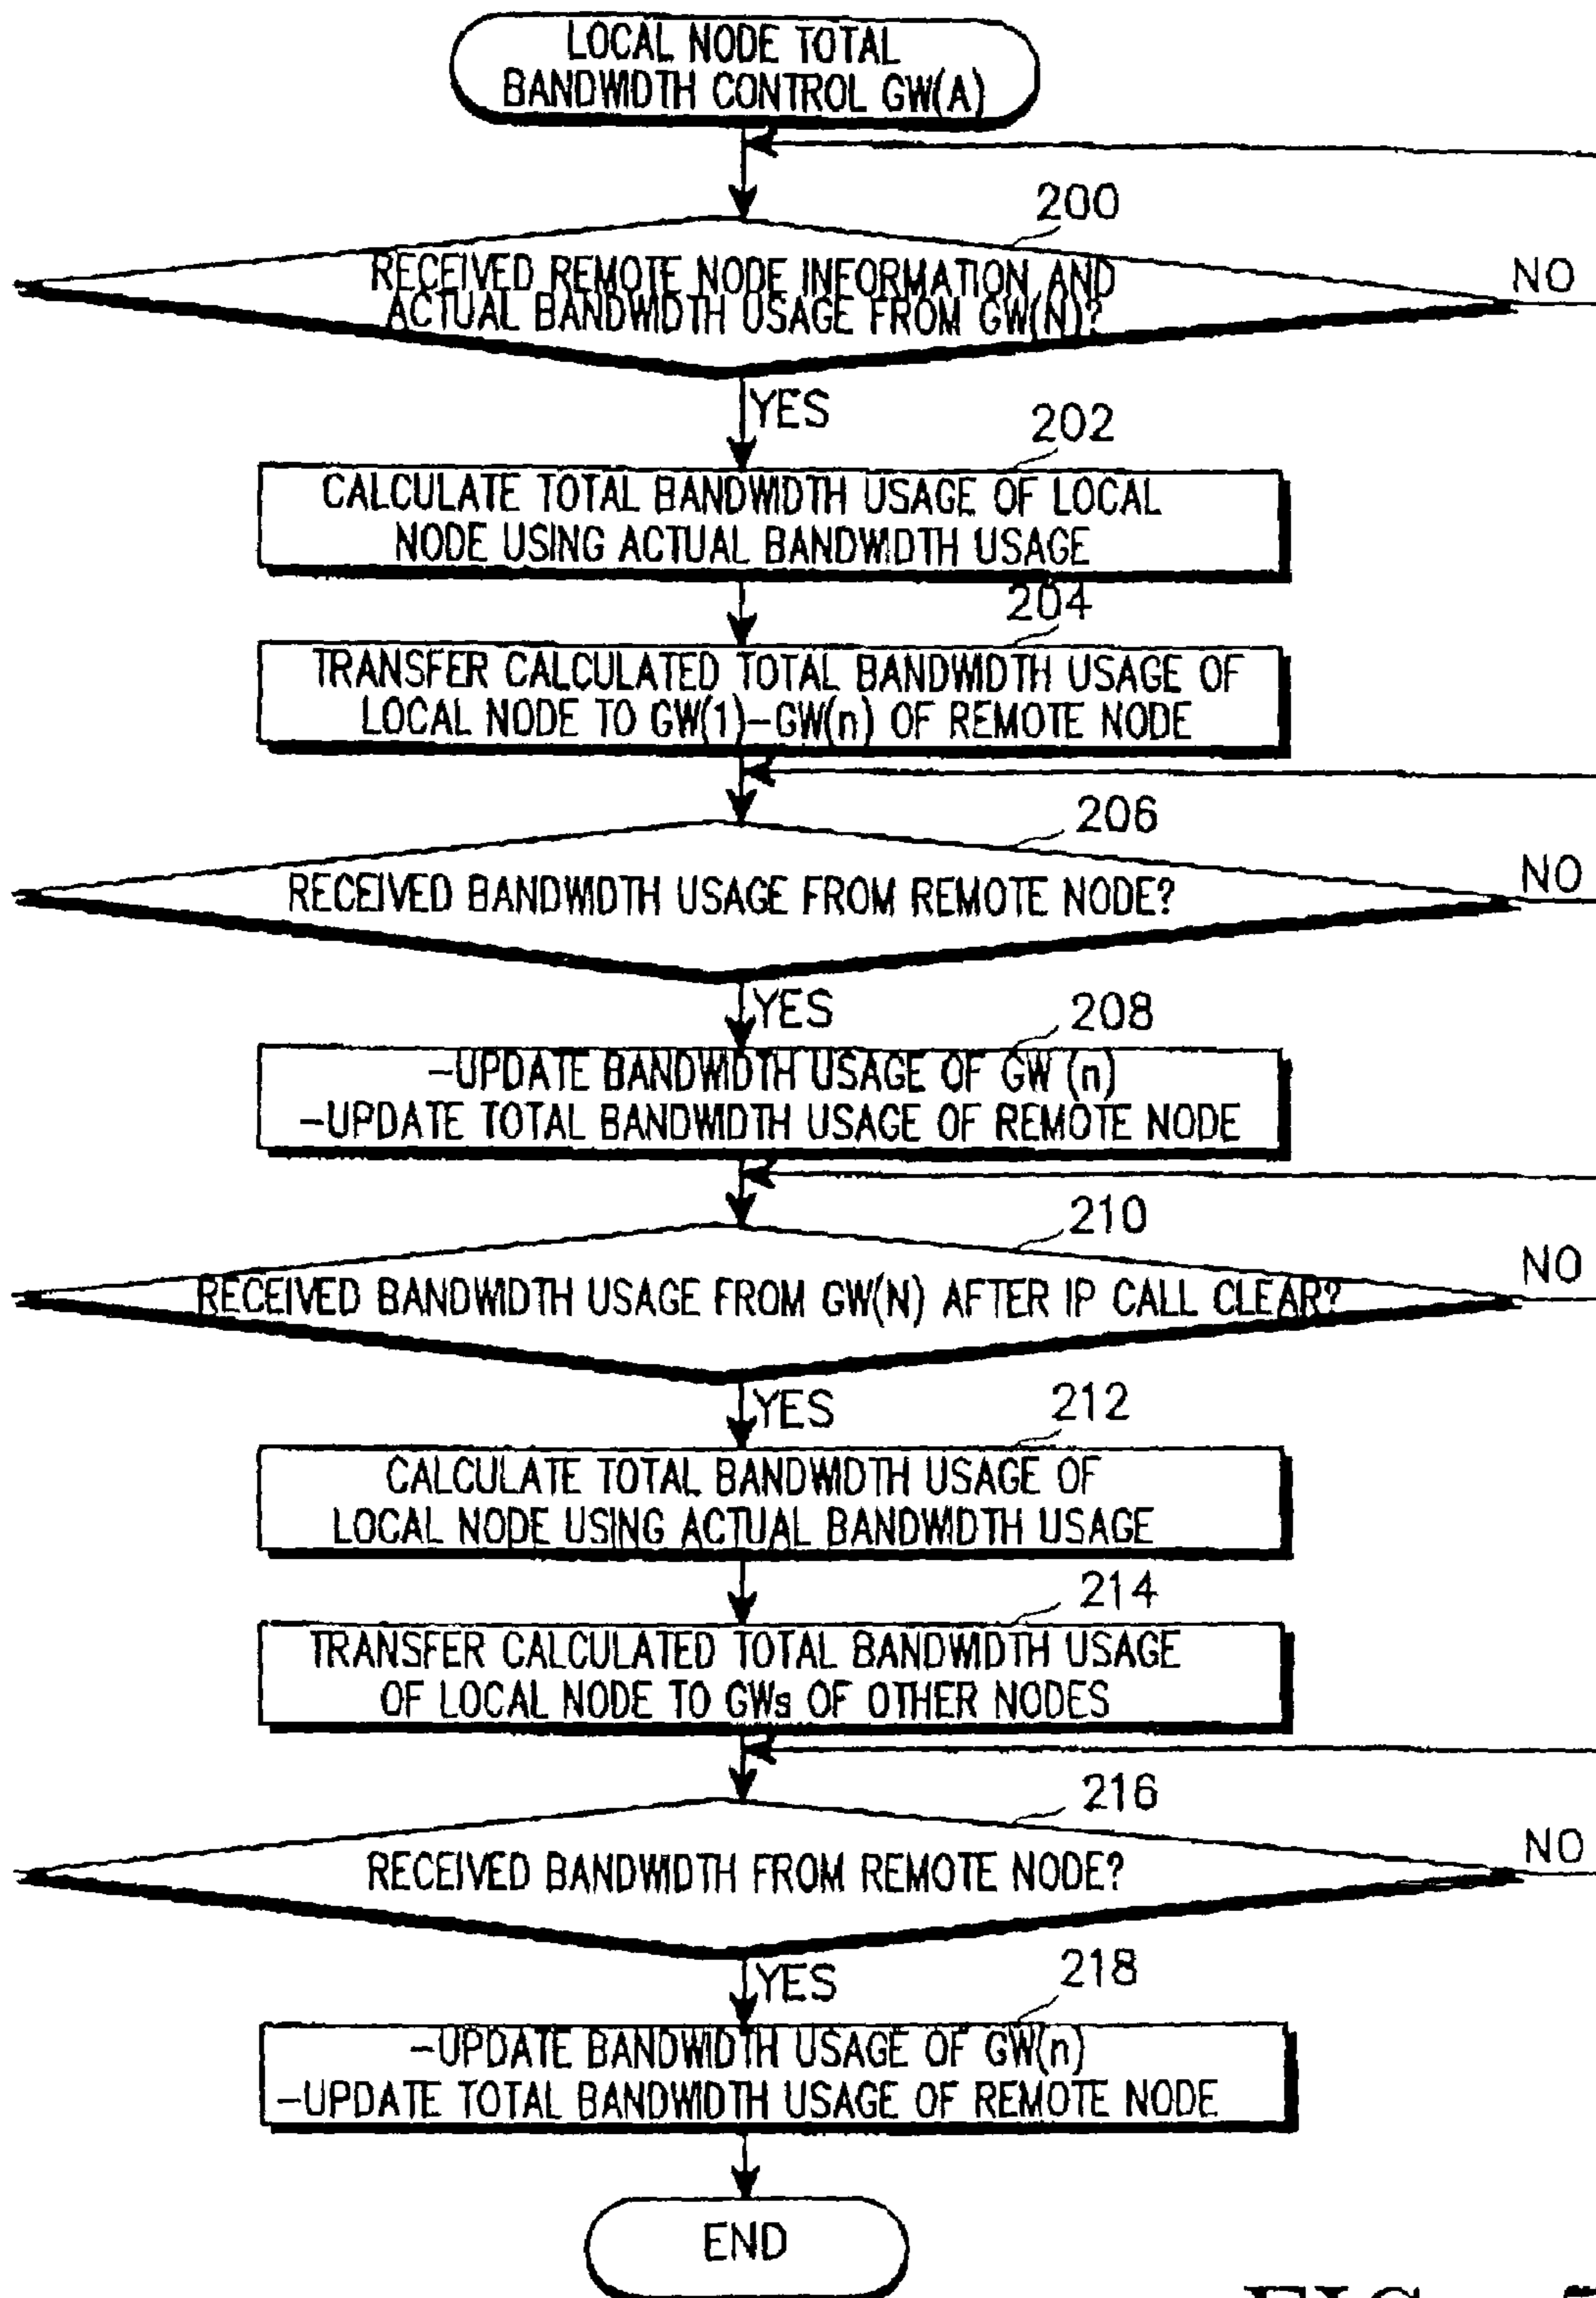 LOCAL NODE TOTAL
BANDWIDTH CONTROL GW(A)
200
RECEIVED REMOTE NODE INFORMATION AND
ACTUAL BANDWIDTH USAGE FROM GW(N)?
NO
YES
202
CALCULATE TOTAL BANDWIDTH USAGE OF LOCAL
NODE USING ACTUAL BANDWIDTH USAGE
204
TRANSFER CALCULATED TOTAL BANDWIDTH USAGE OF
LOCAL NODE TO GW(1)-GW(n) OF REMOTE NODE
206
RECEIVED BANDWIDTH USAGE FROM REMOTE NODE?
NO
YES
208
-UPDATE BANDWIDTH USAGE OF GW (n)
-UPDATE TOTAL BANDWIDTH USAGE OF REMOTE NODE
210
RECEIVED BANDWIDTH USAGE FROM GW(N) AFTER IP CALL CLEAR?
NO
YES
212
CALCULATE TOTAL BANDWIDTH USAGE OF
LOCAL NODE USING ACTUAL BANDWIDTH USAGE
214
TRANSFER CALCULATED TOTAL BANDWIDTH USAGE
OF LOCAL NODE TO GWs OF OTHER NODES
216
RECEIVED BANDWIDTH FROM REMOTE NODE?
NO
YES
218
-UPDATE BANDWIDTH USAGE OF GW(n)
-UPDATE TOTAL BANDWIDTH USAGE OF REMOTE NODE
END